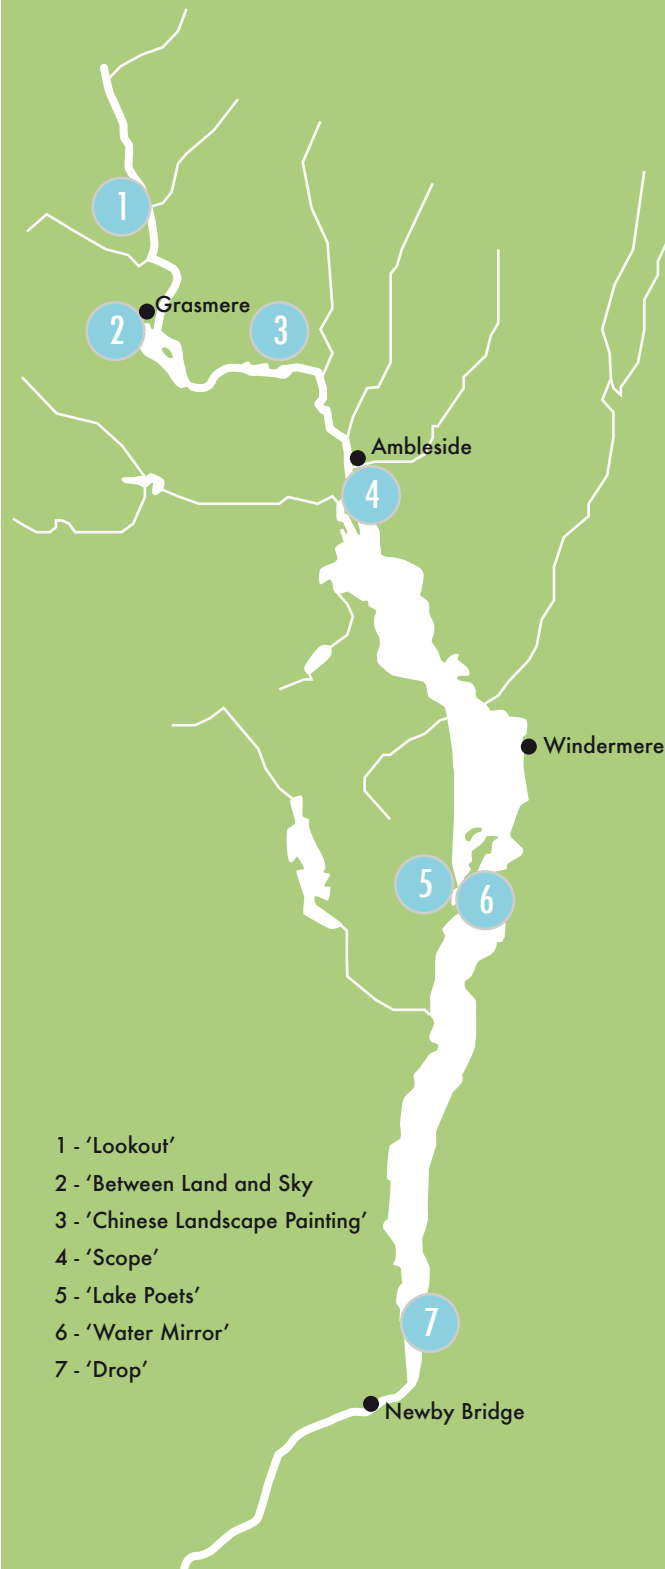 1
Grasmere
2
3
Ambleside
4
Windermere
5
6
1 - ‘Lookout’
2 - ‘Between Land and Sky
3 - ’Chinese Landscape Painting’
4 - ‘Scope’
5 - ‘Lake Poets’
6 - ‘Water Mirror’
7 - ‘Drop’
7
Newby Bridge